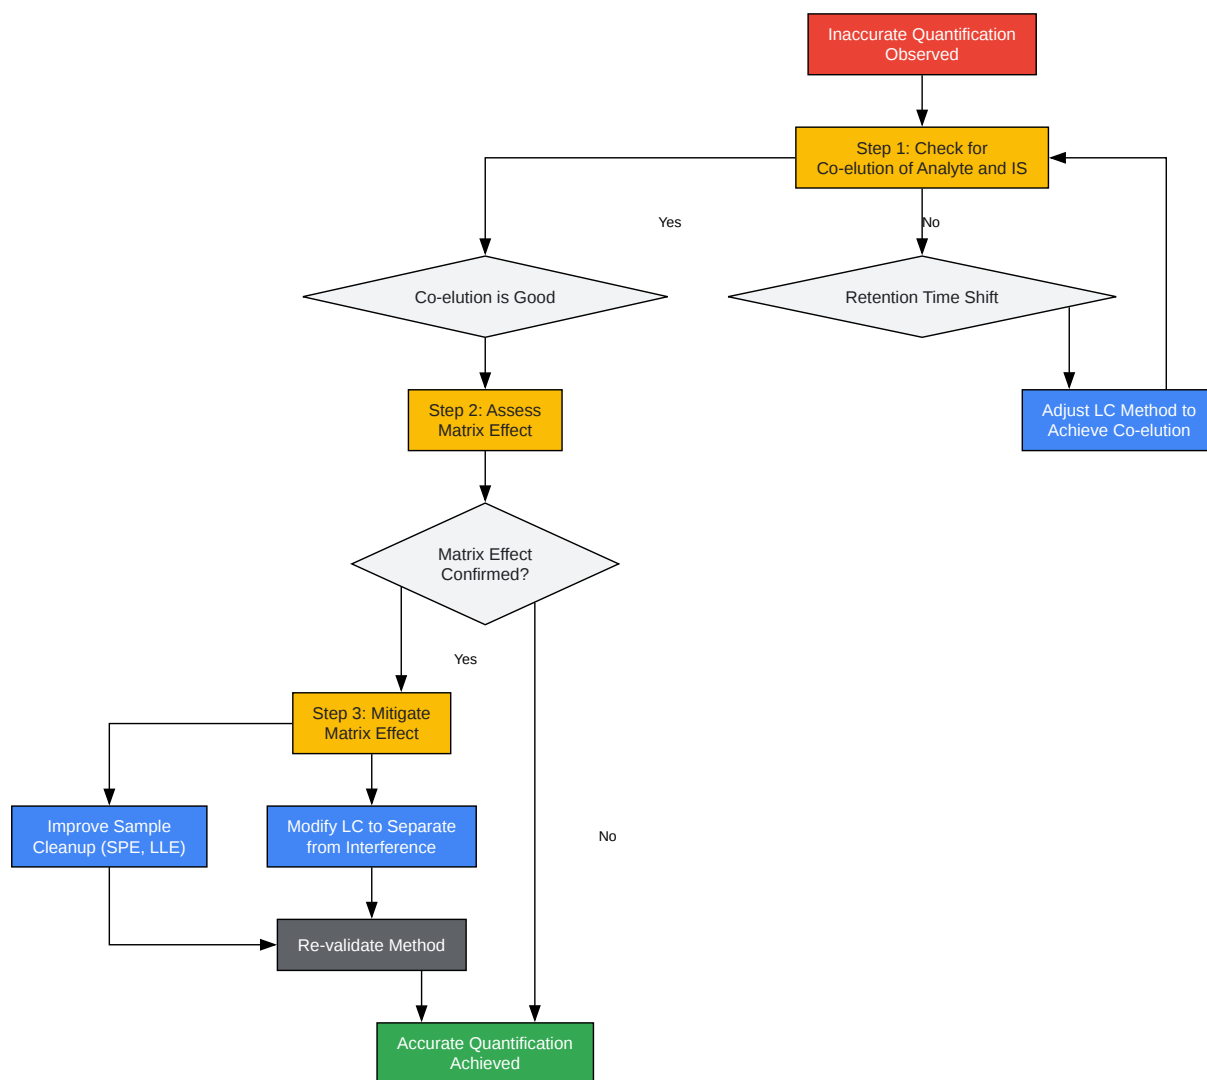 Inaccurate Quantification
Observed
Step 1: Check for
Co-elution of Analyte and IS
Yes
No
Co-elution is Good
Retention Time Shift
Step 2: Assess
Matrix Effect
Adjust LC Method to
Achieve Co-elution
Matrix Effect
Confirmed?
Yes
Step 3: Mitigate
Matrix Effect
Improve Sample
Cleanup (SPE, LLE)
Modify LC to Separate
from Interference
No
Re-validate Method
Accurate Quantification
Achieved